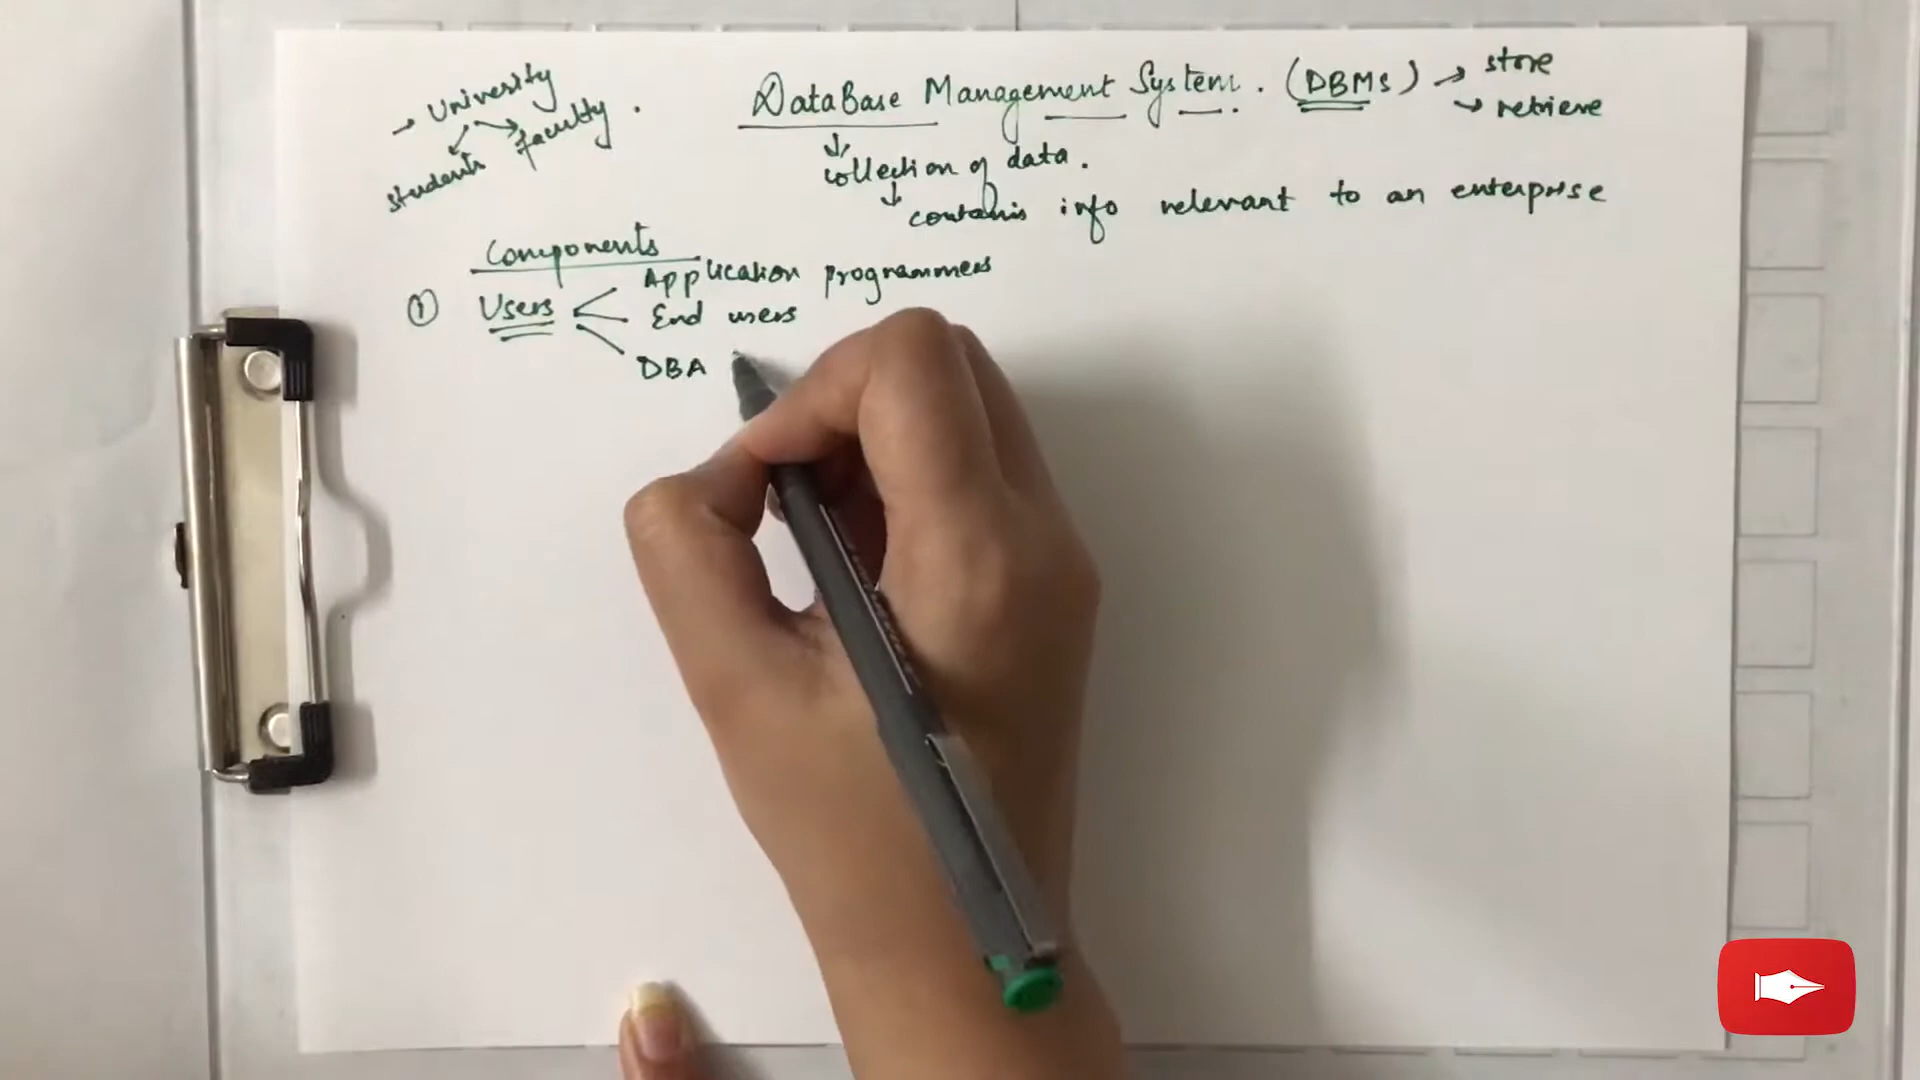 → University
students faculty .
DataBase Management System . (DBMS) → store
→ retrieve
collection of data .
contains info relevant to an enterprise
Components
① Users
Application programmers
End users
DBA